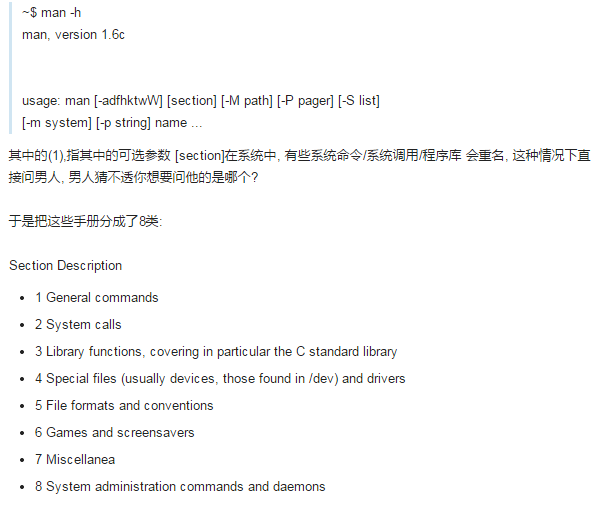 ~$ man -h
man, version 1.6c
usage: man [-adfhktwW] [section] [-M path] [-P pager] [-S list]
[-m system] [-p string] name ...
其中的(1),指其中的可选参数 [section]在系统中, 有些系统命令/系统调用/程序库 会重名, 这种情况下直
接问男人, 男人猜不透你想要问他的是哪个?
于是把这些手册分成了8类:
Section Description
• 1 General commands
• 2 System calls
• 3 Library functions, covering in particular the C standard library
• 4 Special files (usually devices, those found in /dev) and drivers
• 5 File formats and conventions
• 6 Games and screensavers
• 7 Miscellanea
• 8 System administration commands and daemons